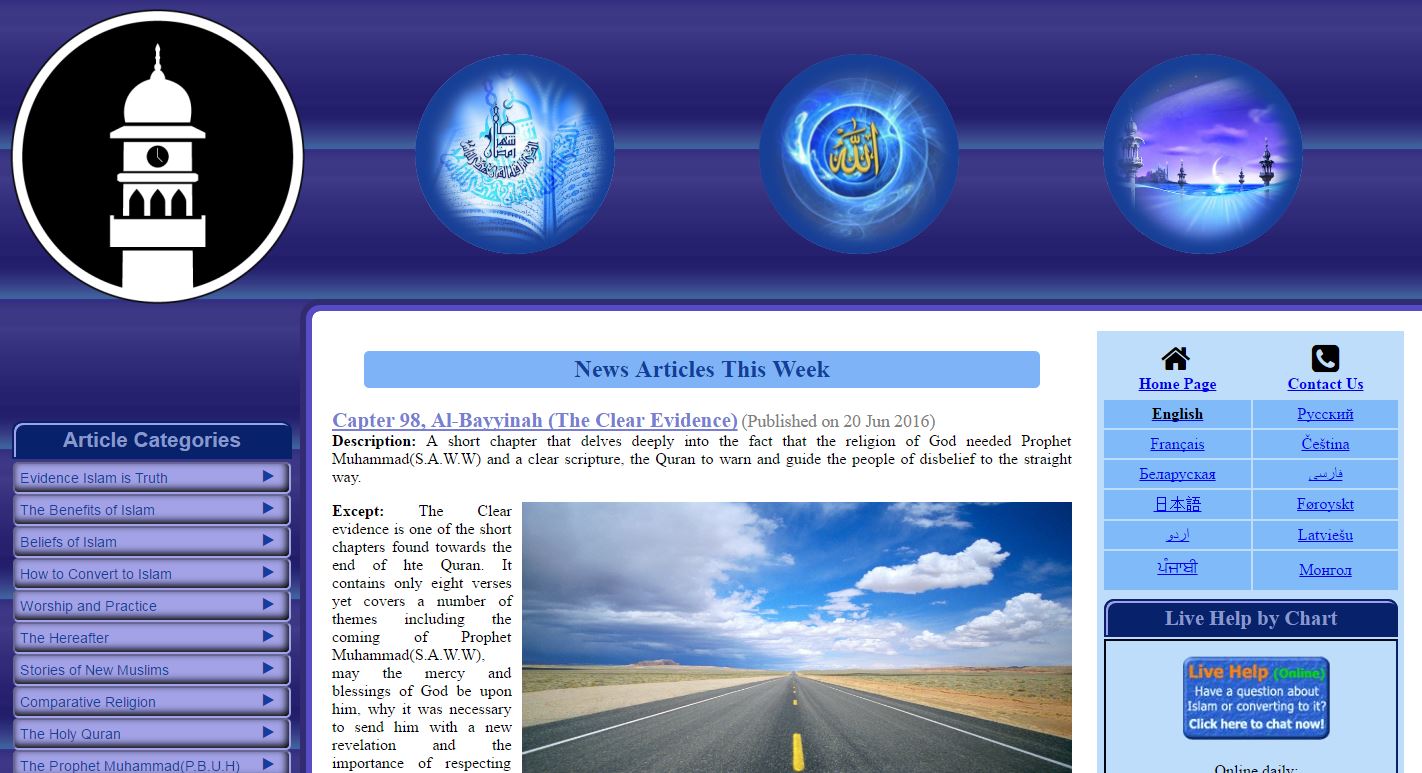 News Articles This Week
Capter 98, Al-Bayyinah (The Clear Evidence) (Published on 20 Jun 2016)
Description: A short chapter that delves deeply into the fact that the religion of God needed Prophet
Muhammad(S.A.W.W) and a clear scripture, the Quran to warn and guide the people of disbelief to the straight
way.
Except: The Clear
evidence is one of the short
chapters found towards the
end of hte Quran. It
contains only eight verses
yet covers a number of
themes including the
coming of Prophet
Muhammad(S.A.W.W),
may the mercy and
blessings of God be upon
him, why it was necessary
to send him with a new
revelation and the
importance of respecting
Article Categories
Evidence Islam is Truth
The Benefits of Islam
Beliefs of Islam
How to Convert to Islam
Worship and Practice
The Hereafter
Stories of New Muslims
Comparative Religion
The Holy Quran
The Prophet Muhammad(P.B.U.H)
Home Page Contact Us
English Русский
Français Čeština
Беларуская فارسی
日本語 Føroyskt
اردو Latviešu
ਪੰਜਾਬੀ Монгол
Live Help by Chart
Live Help (Online)
Have a question about
Islam or converting to it?
Click here to chat now!
Online daily:
الله